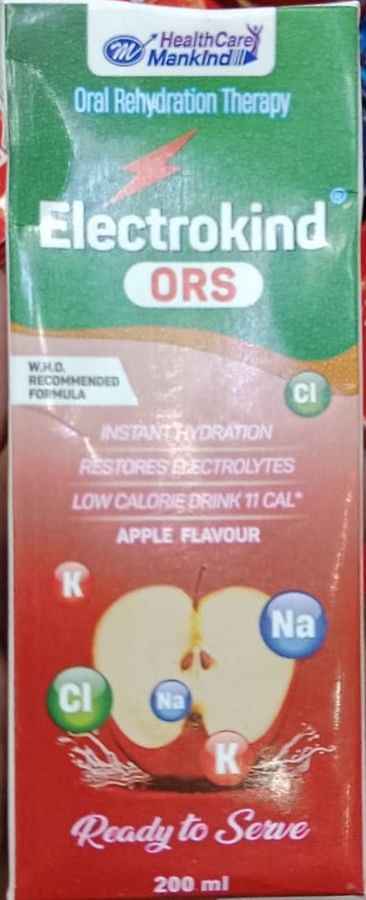 m HealthCare
Mankind
Oral Rehydration Therapy
Electrokind®
ORS
W.H.O.
RECOMMENDED
FORMULA
Cl
INSTANT HYDRATION
RESTORES ELECTROLYTES
LOW CALORIE DRINK 11 CAL*
APPLE FLAVOUR
K
Na
Cl
Na
K
Ready to Serve
200 ml